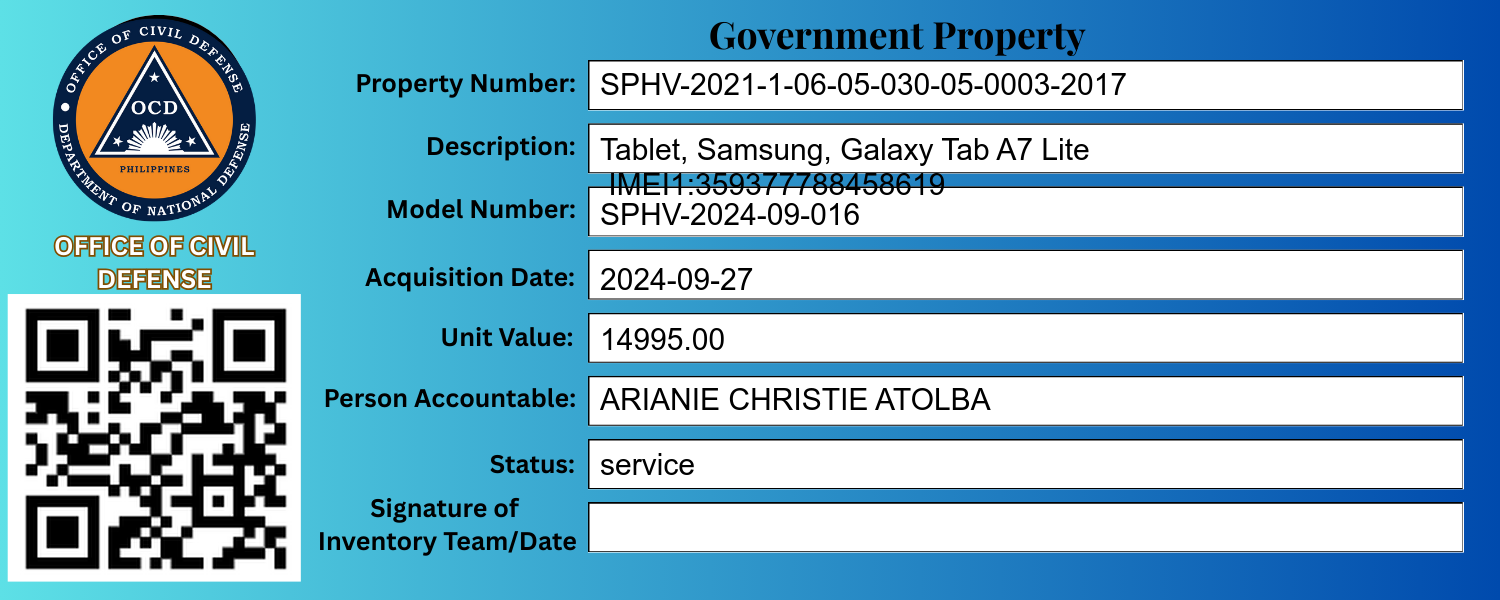 OFFICE OF CIVIL DEFENSE
OCD
PHILIPPINES
DEPARTMENT OF NATIONAL DEFENSE
OFFICE OF CIVIL
DEFENSE
Government Property
Property Number: SPHV-2021-1-06-05-030-05-0003-2017
Description: Tablet, Samsung, Galaxy Tab A7 Lite
IMEI1:359377788458619
Model Number: SPHV-2024-09-016
Acquisition Date: 2024-09-27
Unit Value: 14995.00
Person Accountable: ARIANIE CHRISTIE ATOLBA
Status: service
Signature of
Inventory Team/Date